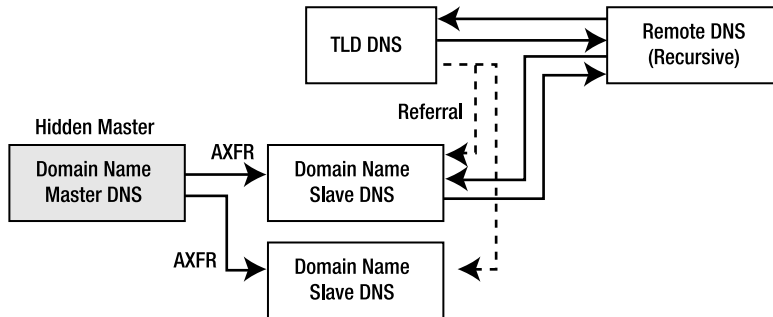 TLD DNS
Remote DNS
(Recursive)
Referral
Hidden Master
AXFR
Domain Name
Master DNS
Domain Name
Slave DNS
AXFR
Domain Name
Slave DNS